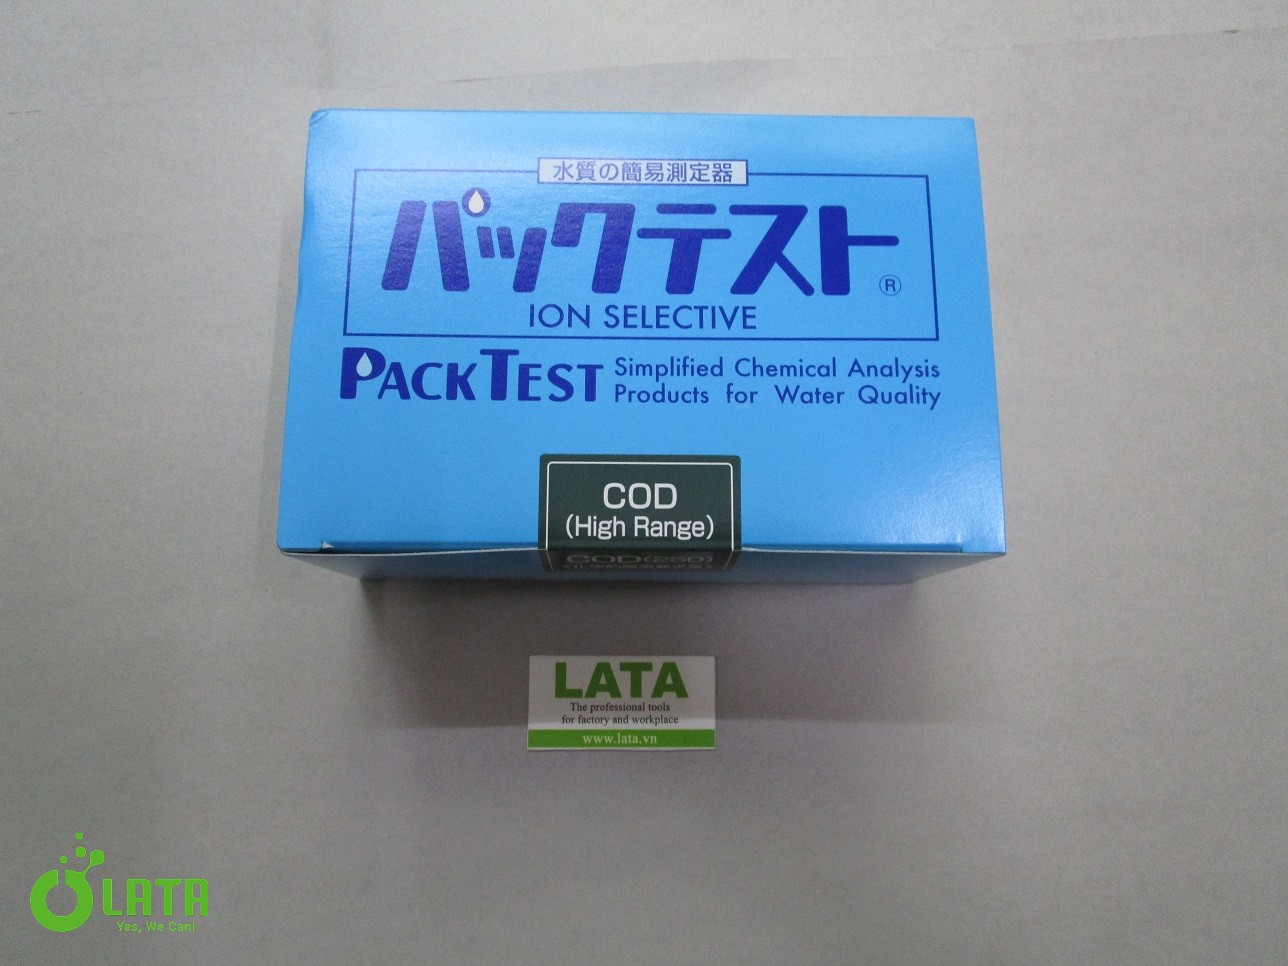 水質の簡易測定器
パックテスト
®
ION SELECTIVE
PACKTEST
Simplified Chemical Analysis
Products for Water Quality
COD
(High Range)
COD(250)
LATA
The professional tools
for factory and workplace
www.lata.vn
LATA
Yes, We Can!